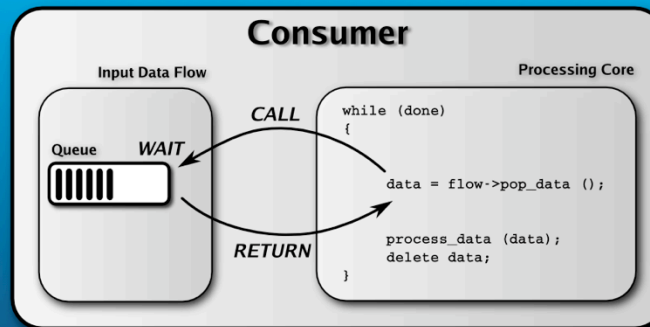 Consumer
Input Data Flow
Queue
WAIT
CALL
RETURN
Processing Core
while (done)
{
data = flow->pop_data ();
process_data (data);
delete data;
}